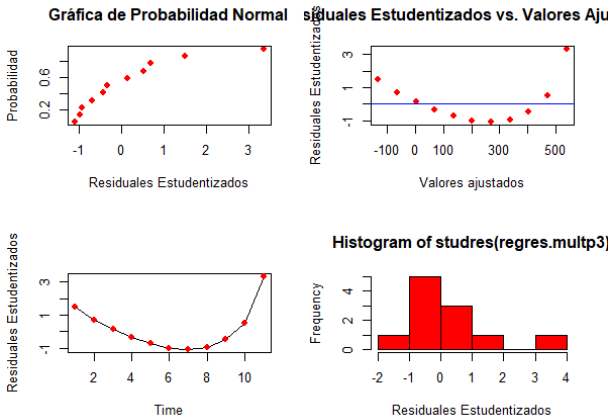 Gráfica de Probabilidad Normal
Probabilidad
0.2 0.6
-1 0 1 2 3
Residuales Estudentizados
siduales Estudentizados vs. Valores Aju
Residuales Estudentizados
-1 1 3
-100 0 100 300 500
Valores ajustados
Residuales Estudentizados
-1 1 3
2 4 6 8 10
Time
Histogram of studres(regres.multp3)
Frequency
0 2 4
-2 -1 0 1 2 3 4
Residuales Estudentizados